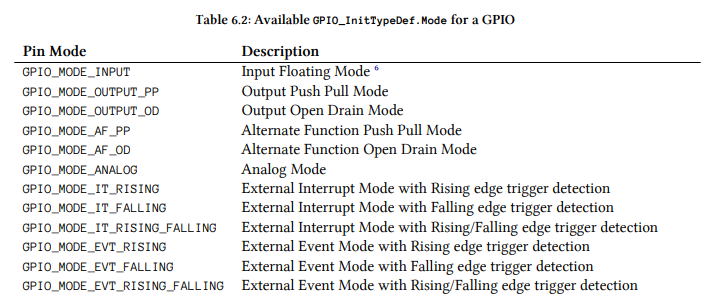 Table 6.2: Available GPIO_InitTypeDef.Mode for a GPIO
Pin Mode Description
GPIO_MODE_INPUT Input Floating Mode ⁶
GPIO_MODE_OUTPUT_PP Output Push Pull Mode
GPIO_MODE_OUTPUT_OD Output Open Drain Mode
GPIO_MODE_AF_PP Alternate Function Push Pull Mode
GPIO_MODE_AF_OD Alternate Function Open Drain Mode
GPIO_MODE_ANALOG Analog Mode
GPIO_MODE_IT_RISING External Interrupt Mode with Rising edge trigger detection
GPIO_MODE_IT_FALLING External Interrupt Mode with Falling edge trigger detection
GPIO_MODE_IT_RISING_FALLING External Interrupt Mode with Rising/Falling edge trigger detection
GPIO_MODE_EVT_RISING External Event Mode with Rising edge trigger detection
GPIO_MODE_EVT_FALLING External Event Mode with Falling edge trigger detection
GPIO_MODE_EVT_RISING_FALLING External Event Mode with Rising/Falling edge trigger detection